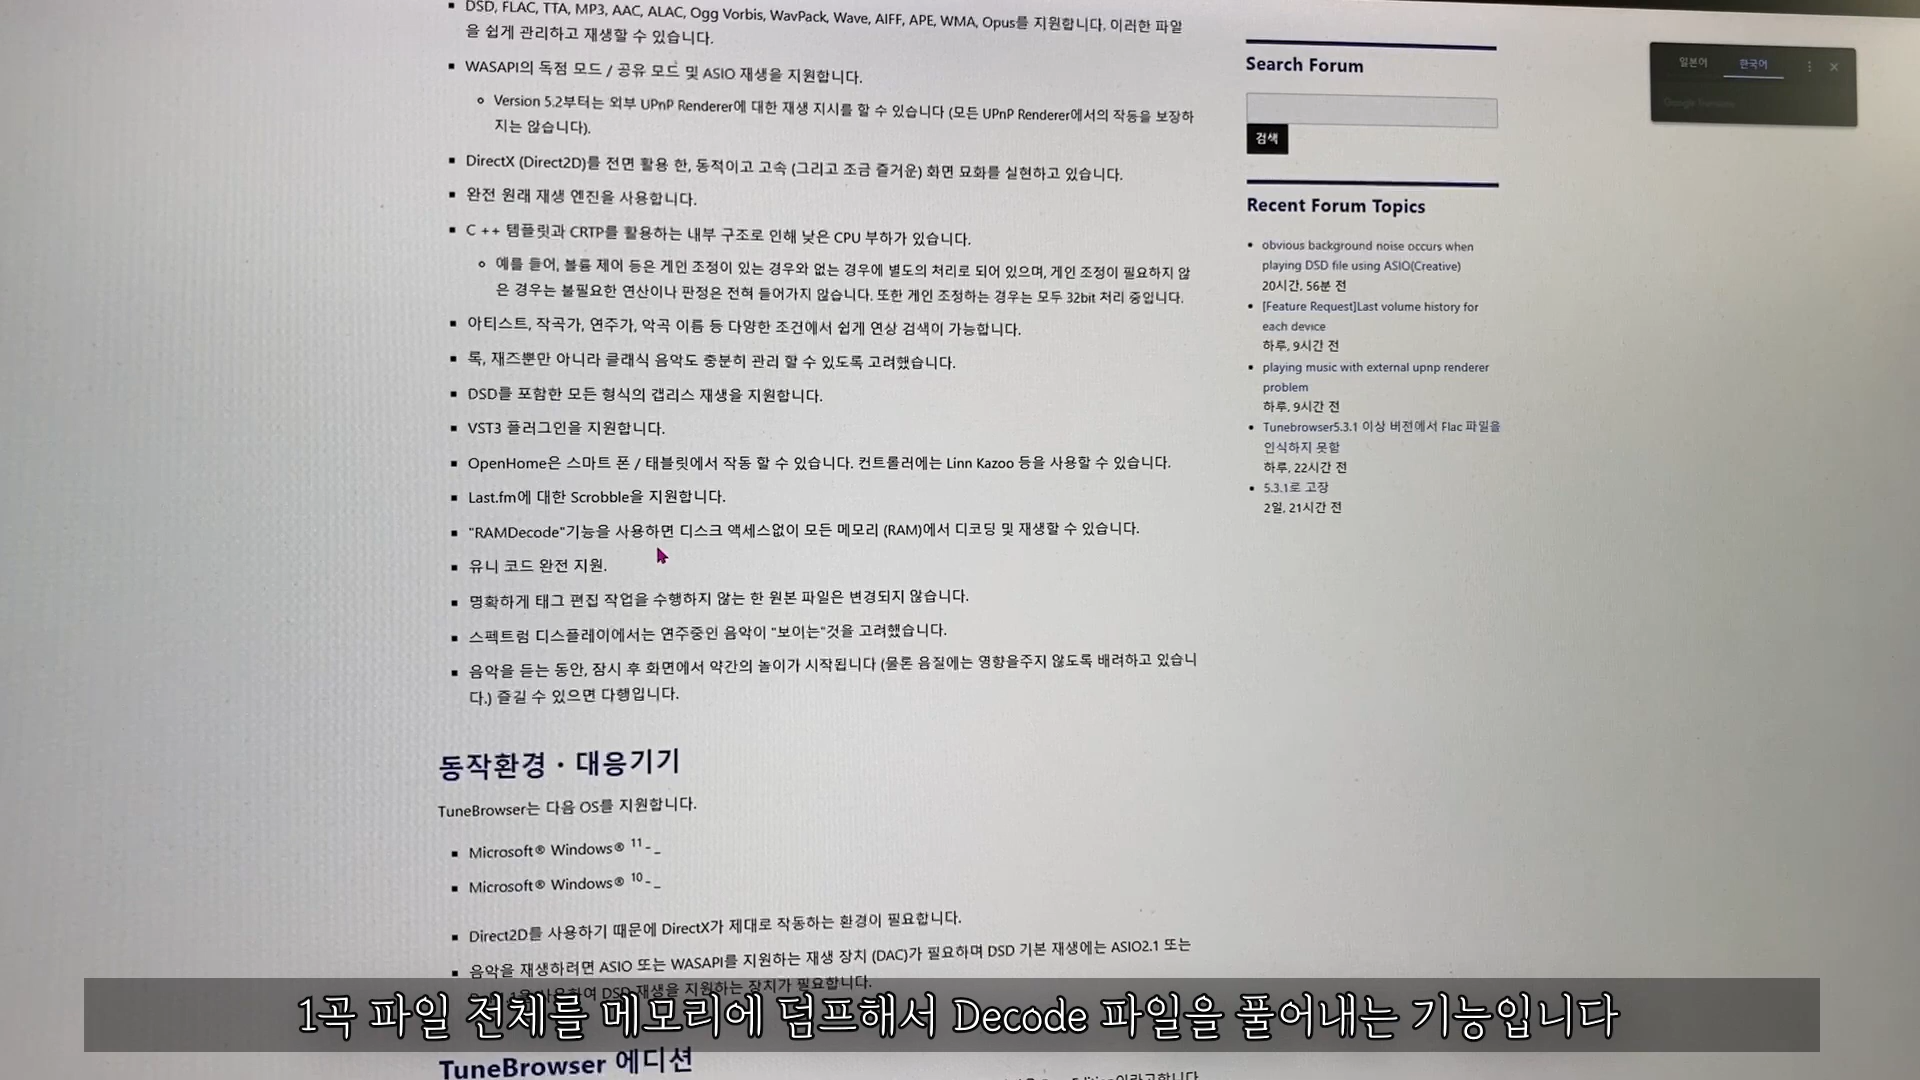 DSD, FLAC, TTA, MP3, AAC, ALAC, Ogg Vorbis, WavPack, Wave, AIFF, APE, WMA, Opus를 지원합니다. 이러한 파일
을 쉽게 관리하고 재생할 수 있습니다.
WASAPI의 독점 모드 / 공유 모드 및 ASIO 재생을 지원합니다.
Version 5.2부터는 외부 UPnP Renderer에 대한 재생 지시를 할 수 있습니다 (모든 UPnP Renderer에서의 작동을 보장하
지는 않습니다).
DirectX (Direct2D)를 전면 활용 한, 동적이고 고속 (그리고 조금 즐거운) 화면 묘화를 실현하고 있습니다.
완전 원래 재생 엔진을 사용합니다.
C ++ 템플릿과 CRTP를 활용하는 내부 구조로 인해 낮은 CPU 부하가 있습니다.
예를 들어, 볼륨 제어 등은 게인 조정이 있는 경우와 없는 경우에 별도의 처리로 되어 있으며, 게인 조정이 필요하지 않
은 경우는 불필요한 연산이나 판정은 전혀 들어가지 않습니다. 또한 게인 조정하는 경우는 모두 32bit 처리 중입니다.
아티스트, 작곡가, 연주가, 악곡 이름 등 다양한 조건에서 쉽게 연상 검색이 가능합니다.
록, 재즈뿐만 아니라 클래식 음악도 충분히 관리 할 수 있도록 고려했습니다.
DSD를 포함한 모든 형식의 갭리스 재생을 지원합니다.
VST3 플러그인을 지원합니다.
OpenHome은 스마트 폰 / 태블릿에서 작동 할 수 있습니다. 컨트롤러에는 Linn Kazoo 등을 사용할 수 있습니다.
Last.fm에 대한 Scrobble을 지원합니다.
"RAMDecode"기능을 사용하면 디스크 액세스없이 모든 메모리 (RAM)에서 디코딩 및 재생할 수 있습니다.
유니 코드 완전 지원.
명확하게 태그 편집 작업을 수행하지 않는 한 원본 파일은 변경되지 않습니다.
스펙트럼 디스플레이에서는 연주중인 음악이 "보이는"것을 고려했습니다.
음악을 듣는 동안, 잠시 후 화면에서 약간의 놀이가 시작됩니다 (물론 음질에는 영향을주지 않도록 배려하고 있습니
다.) 즐길 수 있으면 다행입니다.
동작환경・대응기기
TuneBrowser는 다음 OS를 지원합니다.
Microsoft® Windows® 11 - _
Microsoft® Windows® 10 - _
Direct2D를 사용하기 때문에 DirectX가 제대로 작동하는 환경이 필요합니다.
음악을 재생하려면 ASIO 또는 WASAPI를 지원하는 재생 장치 (DAC)가 필요하며 DSD 기본 재생에는 ASIO2.1 또는
DSD 재생을 지원하는 장치가 필요합니다.
TuneBrowser 에디션
Search Forum
검색
Recent Forum Topics
obvious background noise occurs when
playing DSD file using ASIO(Creative)
20시간, 56분 전
[Feature Request]Last volume history for
each device
하루, 9시간 전
playing music with external upnp renderer
problem
하루, 9시간 전
Tunebrowser5.3.1 이상 버전에서 Flac 파일을
인식하지 못함
하루, 22시간 전
5.3.1로 고장
2일, 21시간 전
일본어 한국어
Google Translate
1곡 파일 전체를 메모리에 덤프해서 Decode 파일을 풀어내는 기능입니다